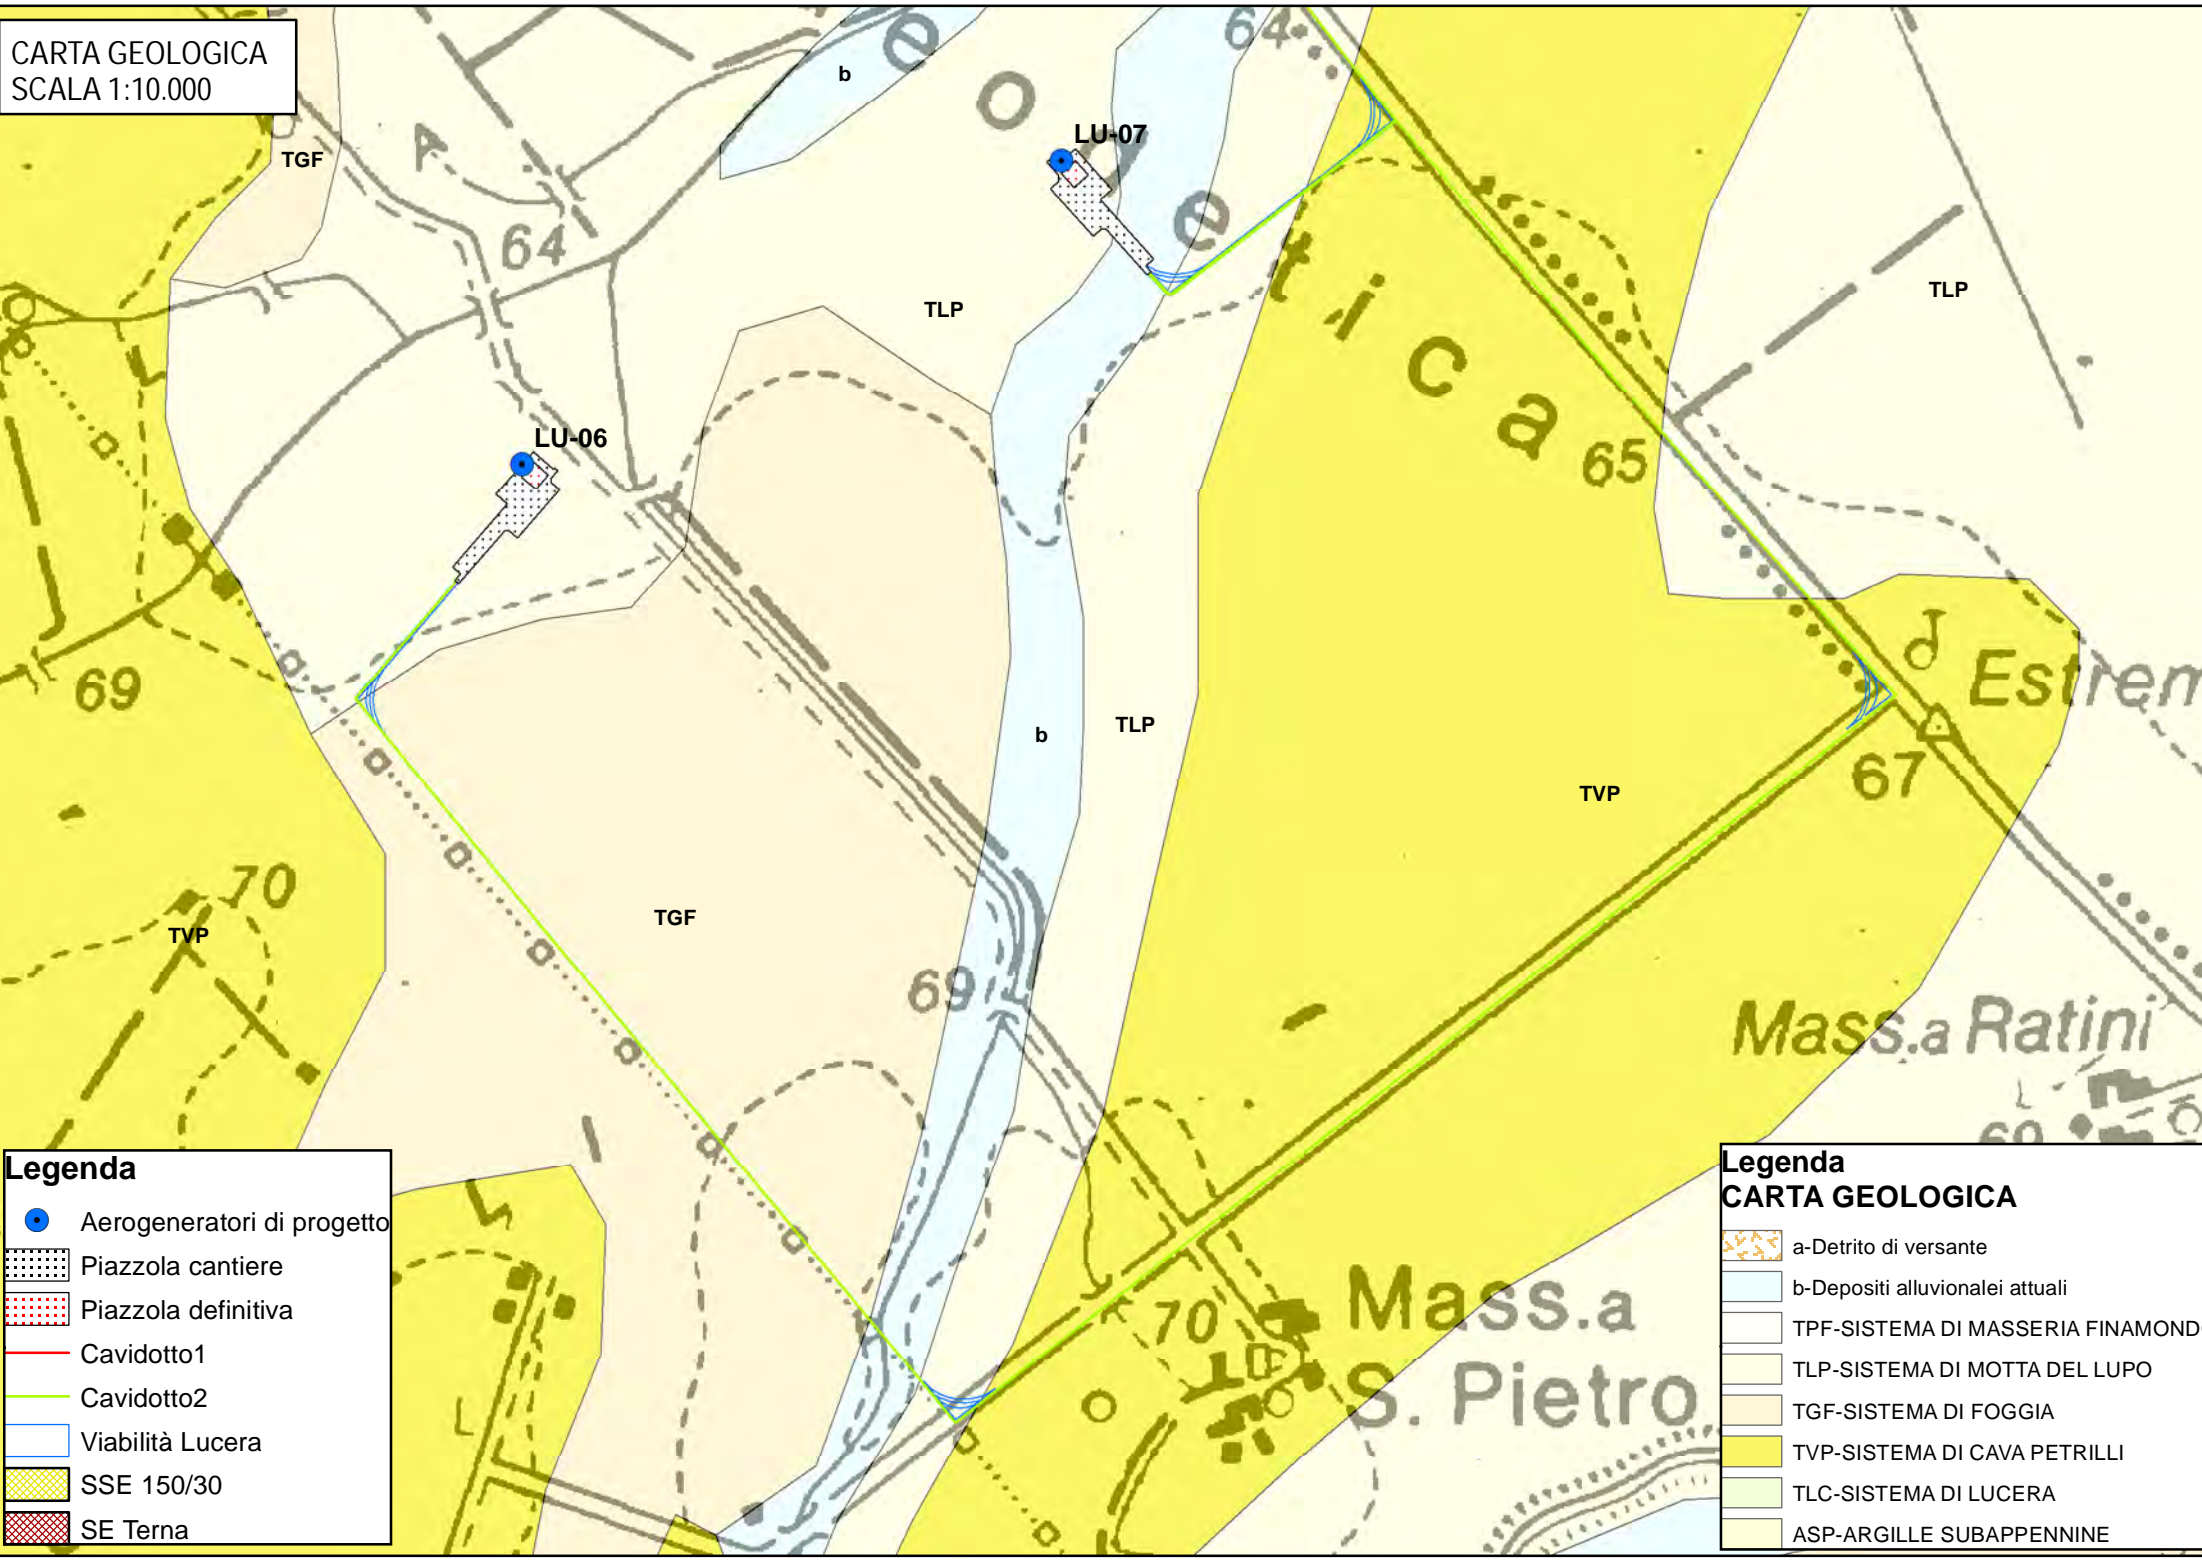 CARTA GEOLOGICA
SCALA 1:10.000
e
b
64
o
d
LU-07
TGF
A
64
e
TLP
t
i
c
a
TLP
LU-06
65
69
Estrem
b
TLP
67
TVP
70
TVP
TGF
69
Mass.a Ratini
69
70
Mass.a
S. Pietro
Legenda
Aerogeneratori di progetto
Piazzola cantiere
Piazzola definitiva
Cavidotto1
Cavidotto2
Viabilità Lucera
SSE 150/30
SE Terna
Legenda
CARTA GEOLOGICA
a-Detrito di versante
b-Depositi alluvionalei attuali
TPF-SISTEMA DI MASSERIA FINAMOND
TLP-SISTEMA DI MOTTA DEL LUPO
TGF-SISTEMA DI FOGGIA
TVP-SISTEMA DI CAVA PETRILLI
TLC-SISTEMA DI LUCERA
ASP-ARGILLE SUBAPPENNINE